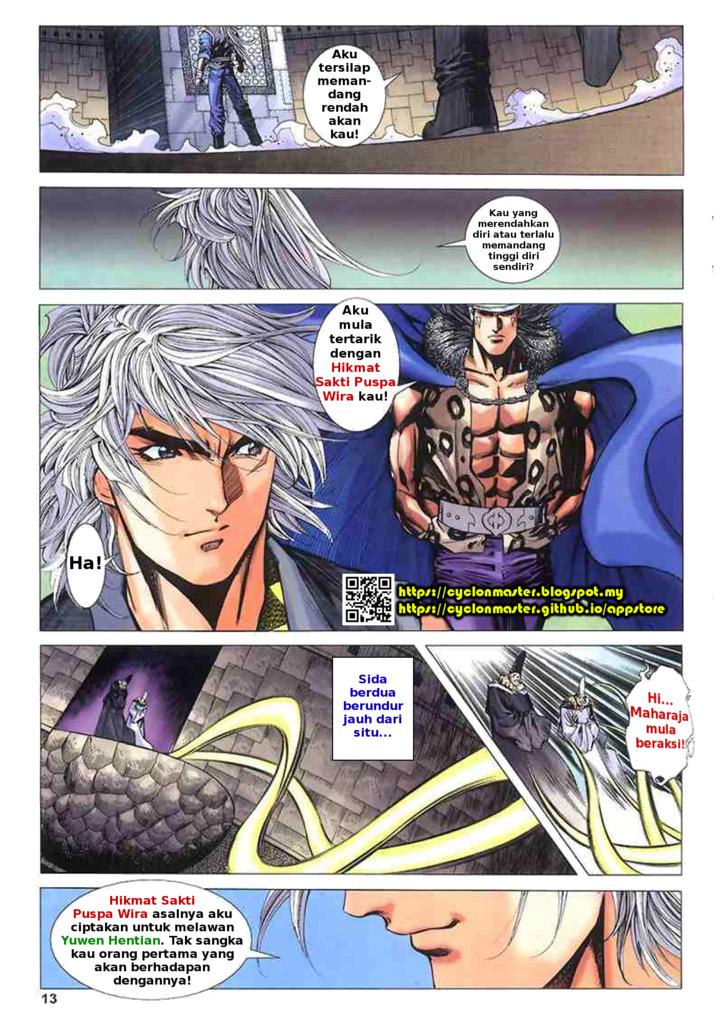 Aku
tersilap
meman-
dang
rendah
akan
kau!
Kau yang
merendahkan
diri atau terlalu
memandang
tinggi diri
sendiri?
Aku
mula
tertarik
dengan
Hikmat
Sakti Puspa
Wira kau!
Ha!
https://cyclonmaster.blogspot.my
https://cyclonmaster.github.io/appstore
Sida
berdua
berundur
jauh dari
situ...
Hi...
Maharaja
mula
beraksi!
Hikmat Sakti
Puspa Wira asalnya aku
ciptakan untuk melawan
Yuwen Hentian. Tak sangka
kau orang pertama yang
akan berhadapan
dengannya!
13